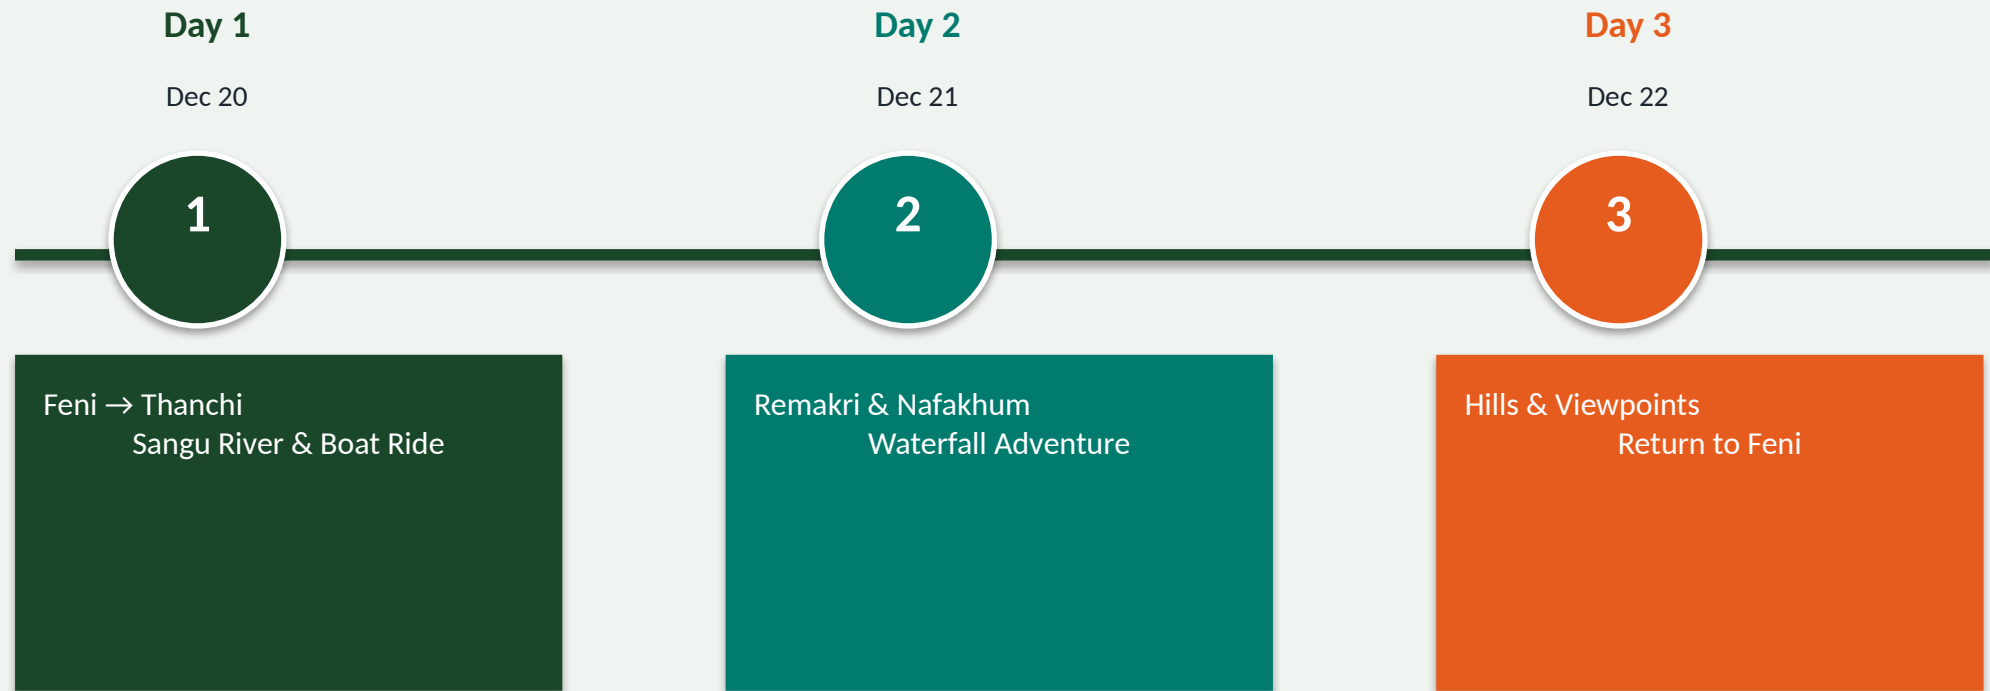 Day 1
Dec 20
1
Feni → Thanchi
Sangu River & Boat Ride
Day 2
Dec 21
2
Remakri & Nafakhum
Waterfall Adventure
Day 3
Dec 22
3
Hills & Viewpoints
Return to Feni